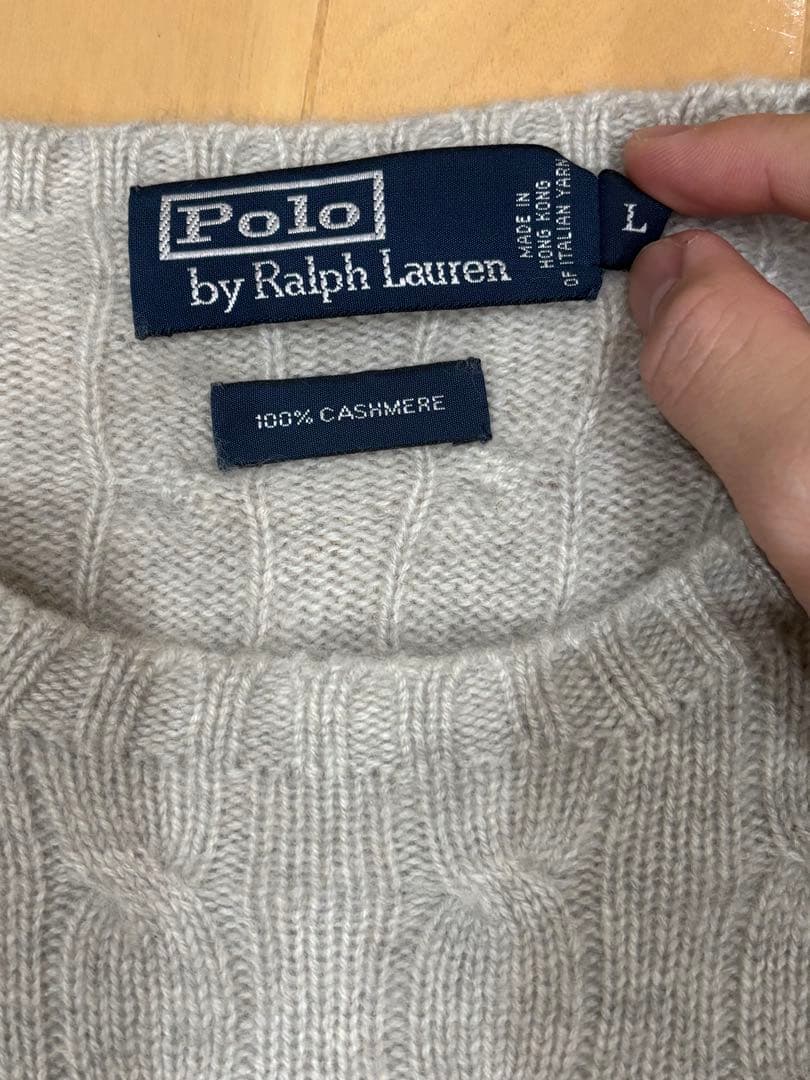 Polo
by Ralph Lauren
MADE IN
HONG KONG
OF ITALIAN YARN
L
100% CASHMERE